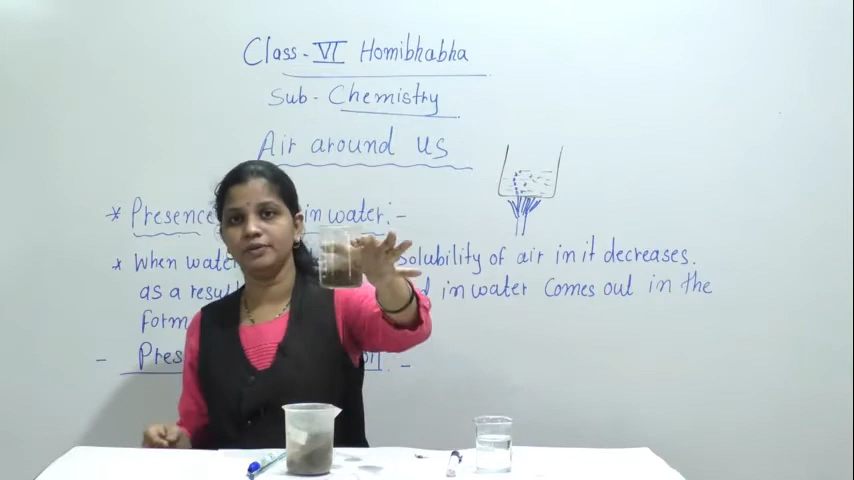 Class - VI Homibhabha
Sub - Chemistry
Air around us
* Presence in water:-
* When water solubility of air in it decreases.
as a result in water Comes out in the
form
-